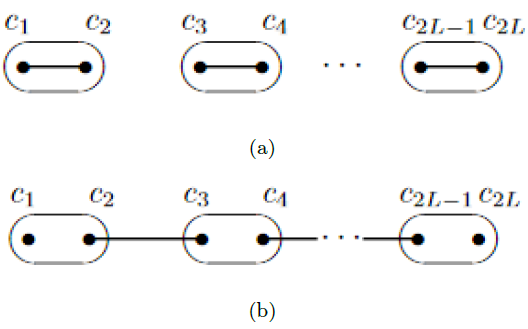 c₁ c₂ c₃ c₄ c₂L₋₁ c₂L
· · ·
(a)
c₁ c₂ c₃ c₄ c₂L₋₁ c₂L
· · ·
(b)